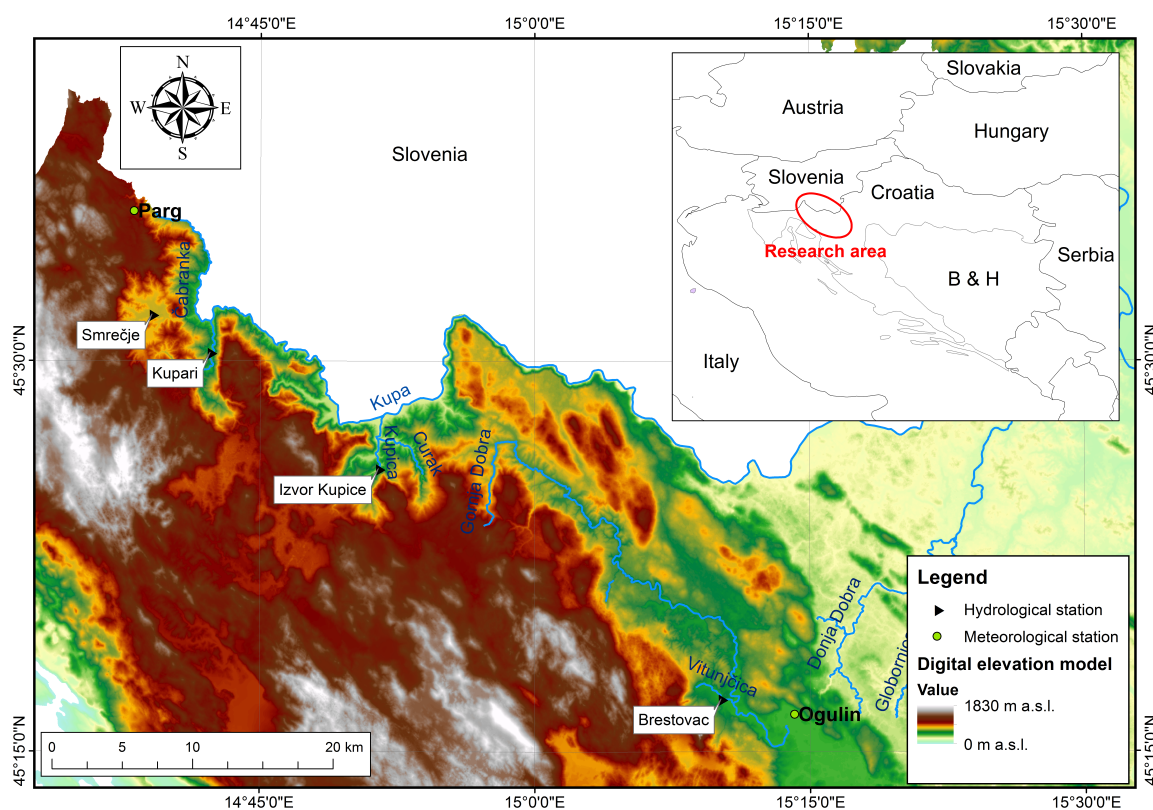 14°45'0"E
15°0'0"E
15°15'0"E
15°30'0"E
N
W
E
S
Slovenia
Parg
Čabranka
Smrečje
Kupari
45°30'0"N
45°30'0"N
Kupa
Kupica
Čurak
Izvor Kupice
Gornja Dobra
Slovakia
Austria
Hungary
Slovenia
Croatia
Research area
Serbia
B & H
Italy
Donja Dobra
Globornica
Vitunjčica
Brestovac
Ogulin
Legend
Hydrological station
Meteorological station
Digital elevation model
Value
1830 m a.s.l.
0 m a.s.l.
0 5 10 20 km
45°15'0"N
45°15'0"N
14°45'0"E
15°0'0"E
15°15'0"E
15°30'0"E